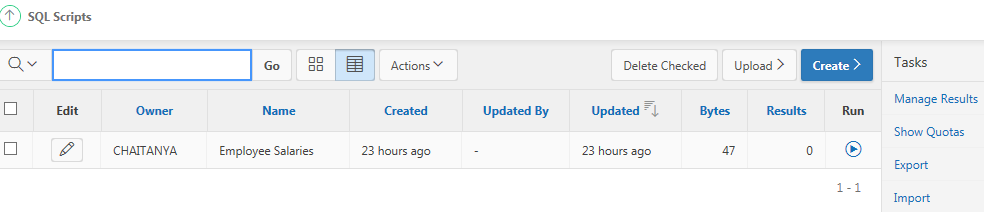 SQL Scripts
Go
Actions
Delete Checked
Upload
Create
Tasks
Edit Owner Name Created Updated By Updated Bytes Results Run
CHAITANYA Employee Salaries 23 hours ago - 23 hours ago 47 0
1 - 1
Manage Results
Show Quotas
Export
Import